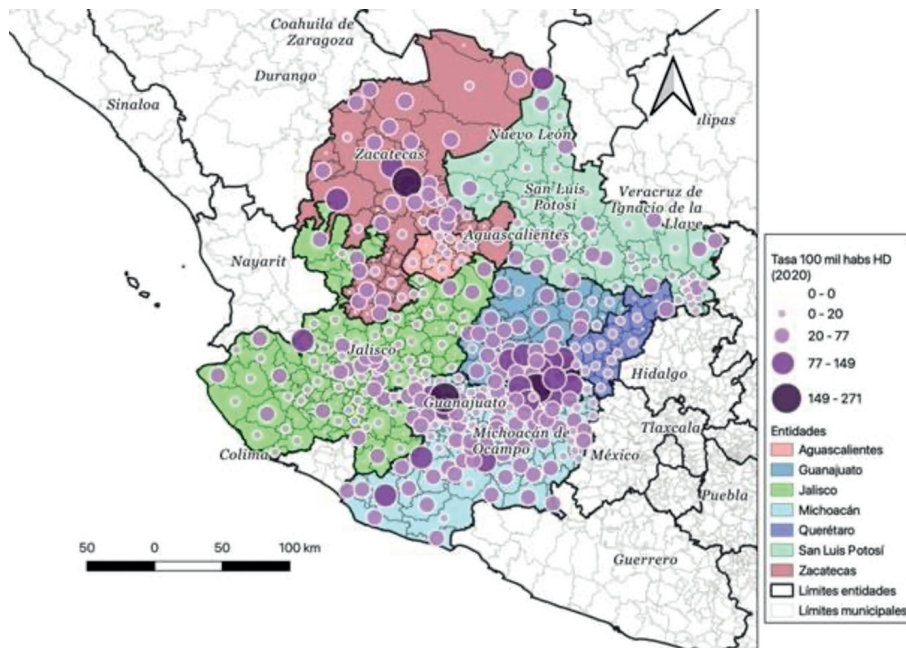 Coahuila de
Zaragoza
Durango
Sinaloa
Nuevo León
ilipas
Zacatecas
San Luis
Potosí
Veracruz de
Ignacio de la
Llave
Aguascalientes
Nayarit
Jalisco
Hidalgo
Guanajuato
Michoacán de
Ocampo
Tlaxcala
Colima
México
Puebla
Guerrero
50 0 50 100 km
Tasa 100 mil habs HD
(2020)
0 - 0
0 - 20
20 - 77
77 - 149
149 - 271
Entidades
Aguascalientes
Guanajuato
Jalisco
Michoacán
Querétaro
San Luis Potosí
Zacatecas
Límites entidades
Límites municipales